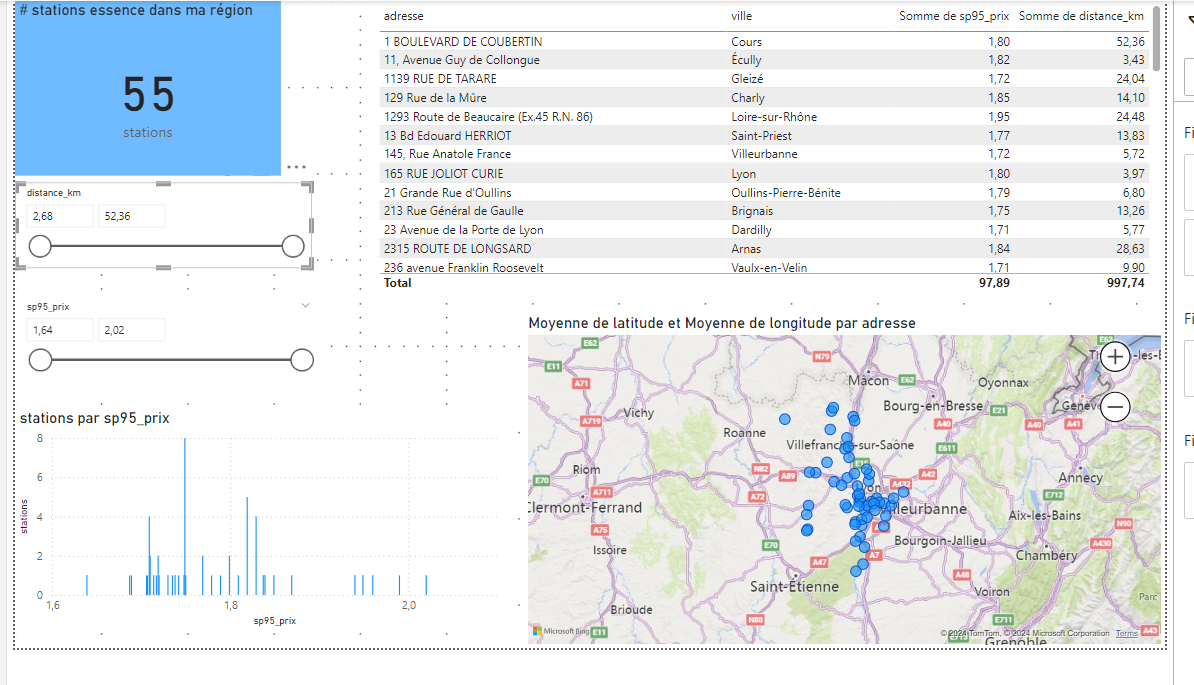 # stations essence dans ma région
55
stations
distance_km
2,68 52,36
sp95_prix
1,64 2,02
stations par sp95_prix
8
6
4
2
0
stations
1,6 1,8 2,0
sp95_prix
adresse ville Somme de sp95_prix Somme de distance_km
1 BOULEVARD DE COUBERTIN Cours 1,80 52,36
11, Avenue Guy de Collongue Écully 1,82 3,43
1139 RUE DE TARARE Gleizé 1,72 24,04
129 Rue de la Mûre Charly 1,85 14,10
1293 Route de Beaucaire (Ex.45 R.N. 86) Loire-sur-Rhône 1,95 24,48
13 Bd Edouard HERRIOT Saint-Priest 1,77 13,83
145, Rue Anatole France Villeurbanne 1,72 5,72
165 RUE JOLIOT CURIE Lyon 1,80 3,97
21 Grande Rue d'Oullins Oullins-Pierre-Bénite 1,79 6,80
213 Rue Général de Gaulle Brignais 1,75 13,26
23 Avenue de la Porte de Lyon Dardilly 1,71 5,77
2315 ROUTE DE LONGSARD Arnas 1,84 28,63
236 avenue Franklin Roosevelt Vaulx-en-Velin 1,71 9,90
Total 97,89 997,74
Moyenne de latitude et Moyenne de longitude par adresse
E62
E11 N79
A71 Mâcon E62 Oyonnax
Vichy Bourg-en-Bresse E21 Genève
A719 A40 A40 A41
Roanne
Villefranche-sur-Saône E611
Riom N82 A89 A42 Annecy
E70 A711 A72 A432 E712
Clermont-Ferrand Villeurbanne Aix-les-Bains
A75 N90
Issoire E70 Bourgoin-Jallieu A430
A47 A7 Chambéry
Saint-Étienne A48
Voiron
Brioude Parc
N88 E711
Microsoft Bing E11 © 2024 TomTom, © 2024 Microsoft Corporation Terms A43
Grenoble
Fi
Fi
Fi